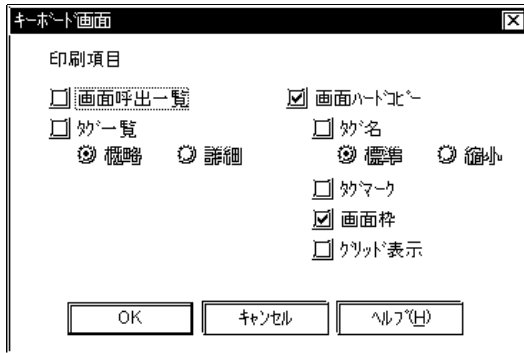 ｷｰﾎﾞｰﾄﾞ画面
印刷項目
画面呼出一覧
画面ﾊｰﾄﾞｺﾋﾟｰ
ﾀｸﾞ一覧
ﾀｸﾞ名
概略 詳細
標準 縮小
ﾀｸﾞﾏｰｸ
画面枠
ｸﾞﾘｯﾄﾞ表示
OK ｷｬﾝｾﾙ ﾍﾙﾌﾟ(H)